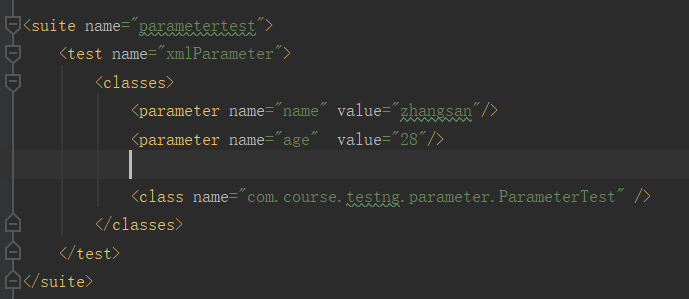 <suite name="parametertest">
<test name="xmlParameter">
<classes>
<parameter name="name" value="zhangsan"/>
<parameter name="age"  value="28"/>
<class name="com.course.testng.parameter.ParameterTest" />
</classes>
</test>
</suite>